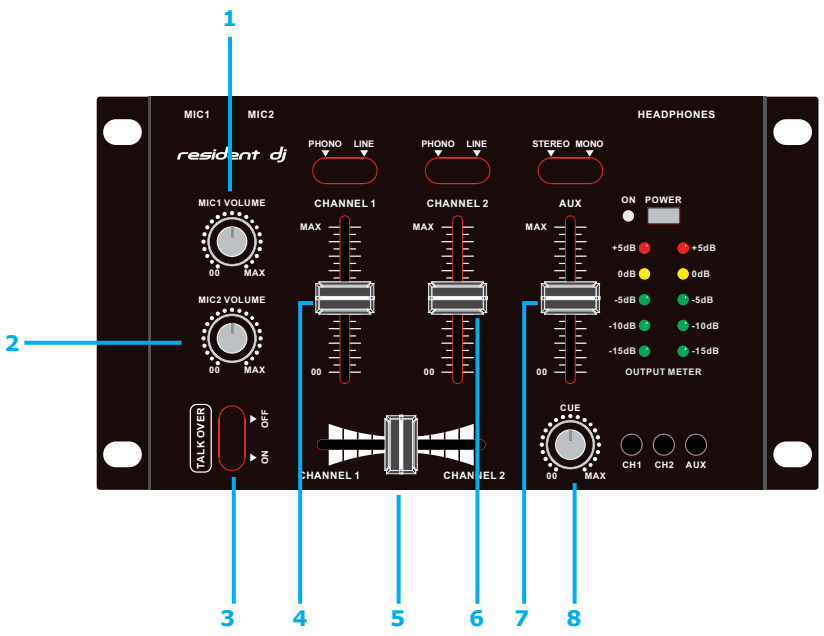 1
MIC1 MIC2 HEADPHONES
resident dj
PHONO LINE PHONO LINE STEREO MONO
MIC1 VOLUME CHANNEL 1 CHANNEL 2 AUX ON POWER
MAX MAX MAX
+5dB +5dB
0dB 0dB
00 MAX
-5dB -5dB
MIC2 VOLUME
-10dB -10dB
2
-15dB -15dB
00 MAX 00 00 00 OUTPUT METER
TALK OVER
OFF
ON
CUE
CHANNEL 1 CHANNEL 2 00 MAX CH1 CH2 AUX
3 4 5 6 7 8